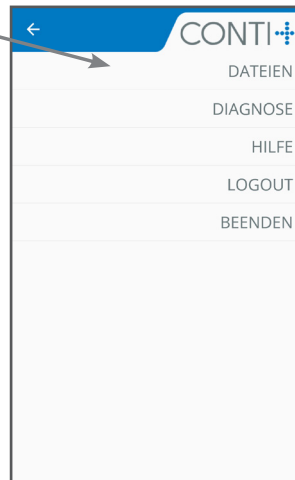 CONTI+
DATEIEN
DIAGNOSE
HILFE
LOGOUT
BEENDEN